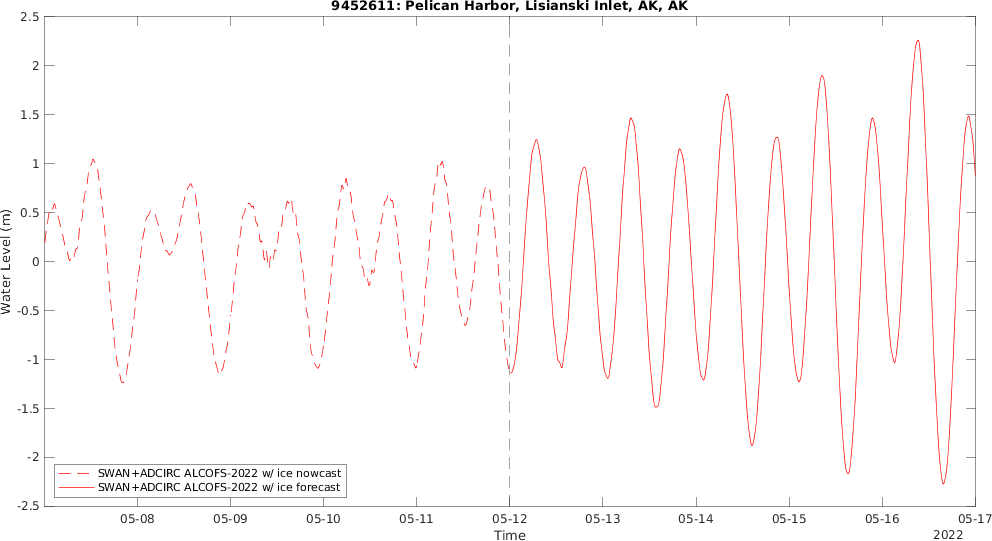 9452611: Pelican Harbor, Lisianski Inlet, AK, AK
2.5
2
1.5
1
0.5
0
-0.5
-1
-1.5
-2
-2.5
Water Level (m)
SWAN+ADCIRC ALCOFS-2022 w/ ice nowcast
SWAN+ADCIRC ALCOFS-2022 w/ ice forecast
05-08 05-09 05-10 05-11 05-12 05-13 05-14 05-15 05-16 05-17
Time
2022